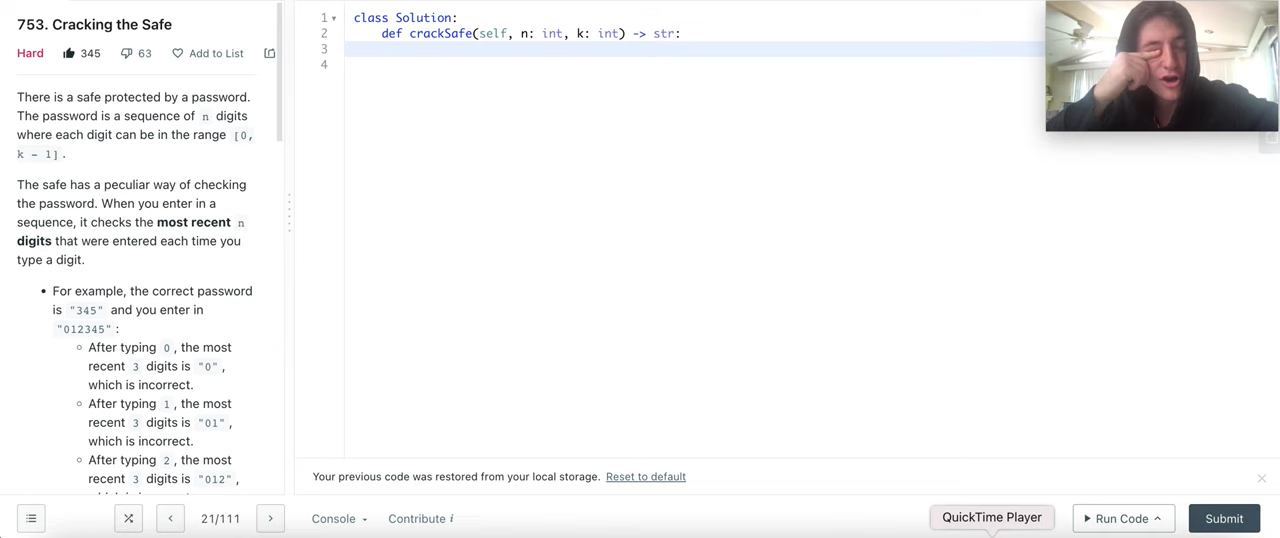 753. Cracking the Safe
Hard 345 63 Add to List
There is a safe protected by a password.
The password is a sequence of n digits
where each digit can be in the range [0,
k - 1] .
The safe has a peculiar way of checking
the password. When you enter in a
sequence, it checks the most recent n
digits that were entered each time you
type a digit.
• For example, the correct password
is "345" and you enter in
"012345" :
After typing 0 , the most
recent 3 digits is "0" ,
which is incorrect.
After typing 1 , the most
recent 3 digits is "01" ,
which is incorrect.
After typing 2 , the most
recent 3 digits is "012" ,
1 class Solution:
2 def crackSafe(self, n: int, k: int) -> str:
3
4
Your previous code was restored from your local storage. Reset to default
21/111
Console
Contribute i
QuickTime Player
Run Code
Submit